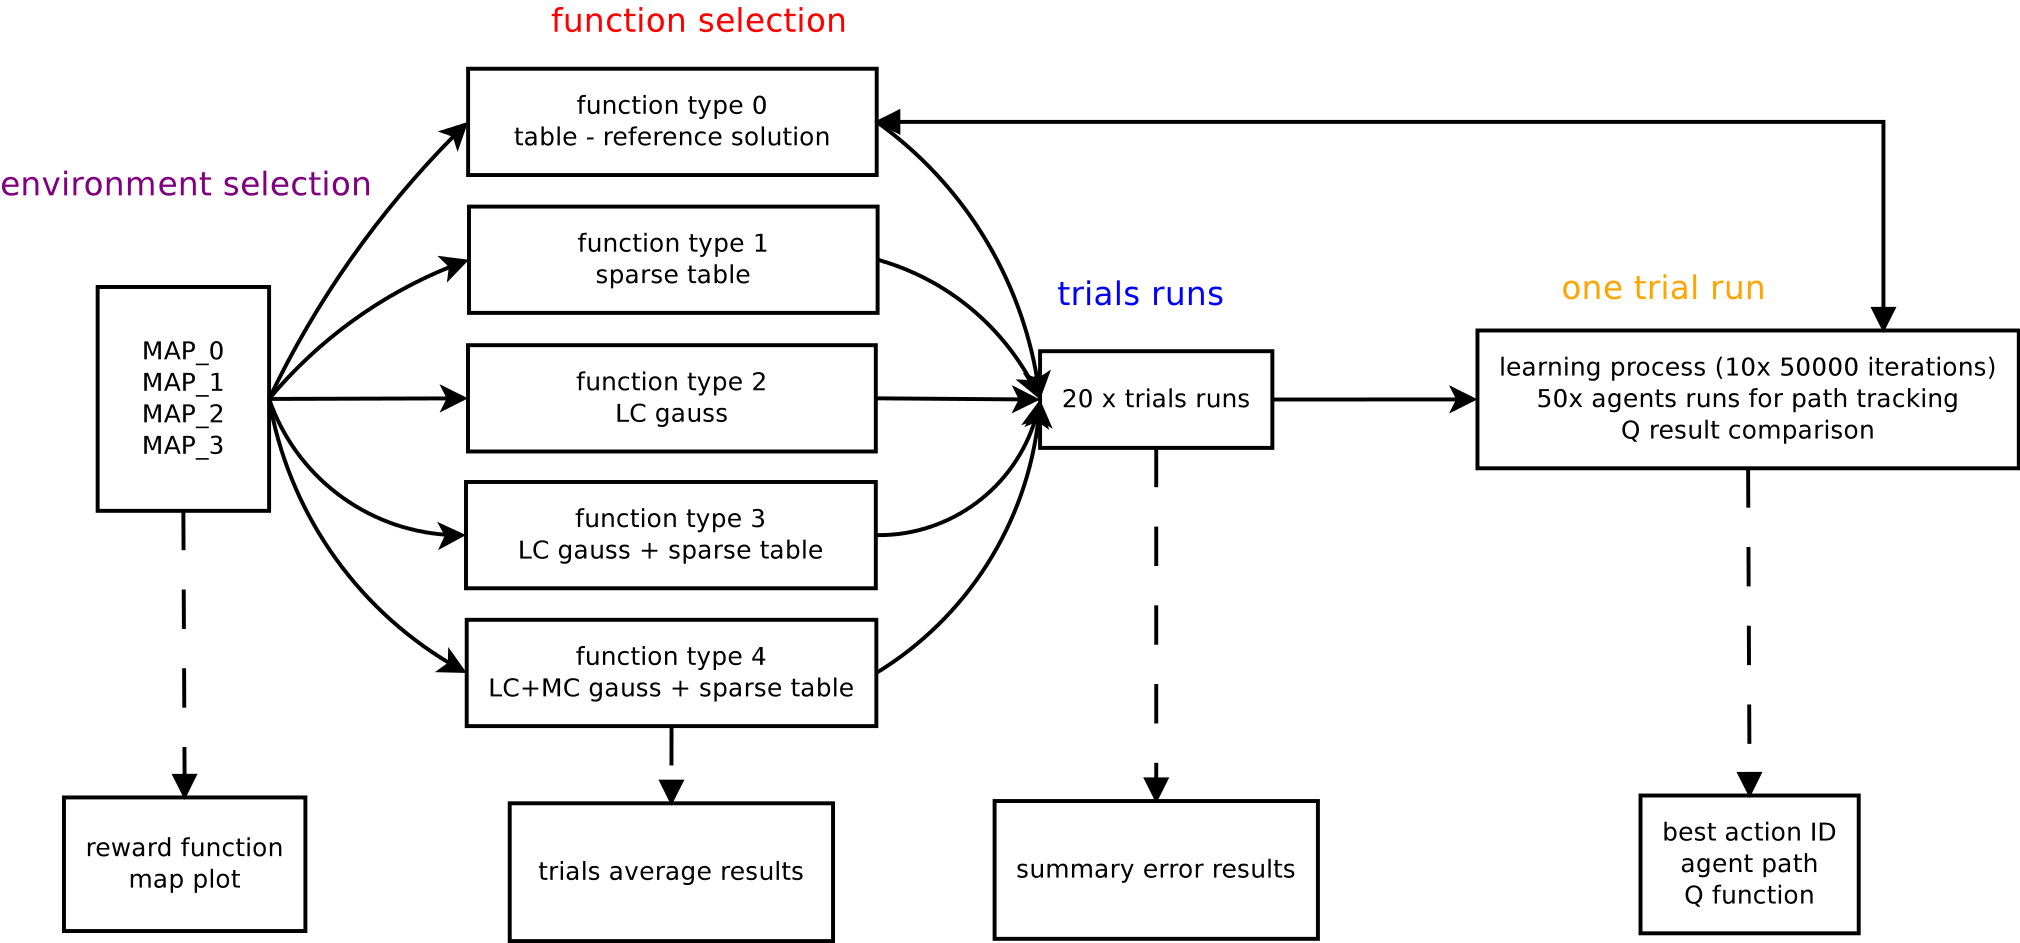 function selection
function type 0
table - reference solution
environment selection
function type 1
sparse table
trials runs
one trial run
MAP_0
MAP_1
MAP_2
MAP_3
function type 2
LC gauss
20 x trials runs
learning process (10x 50000 iterations)
50x agents runs for path tracking
Q result comparison
function type 3
LC gauss + sparse table
function type 4
LC+MC gauss + sparse table
reward function
map plot
trials average results
summary error results
best action ID
agent path
Q function